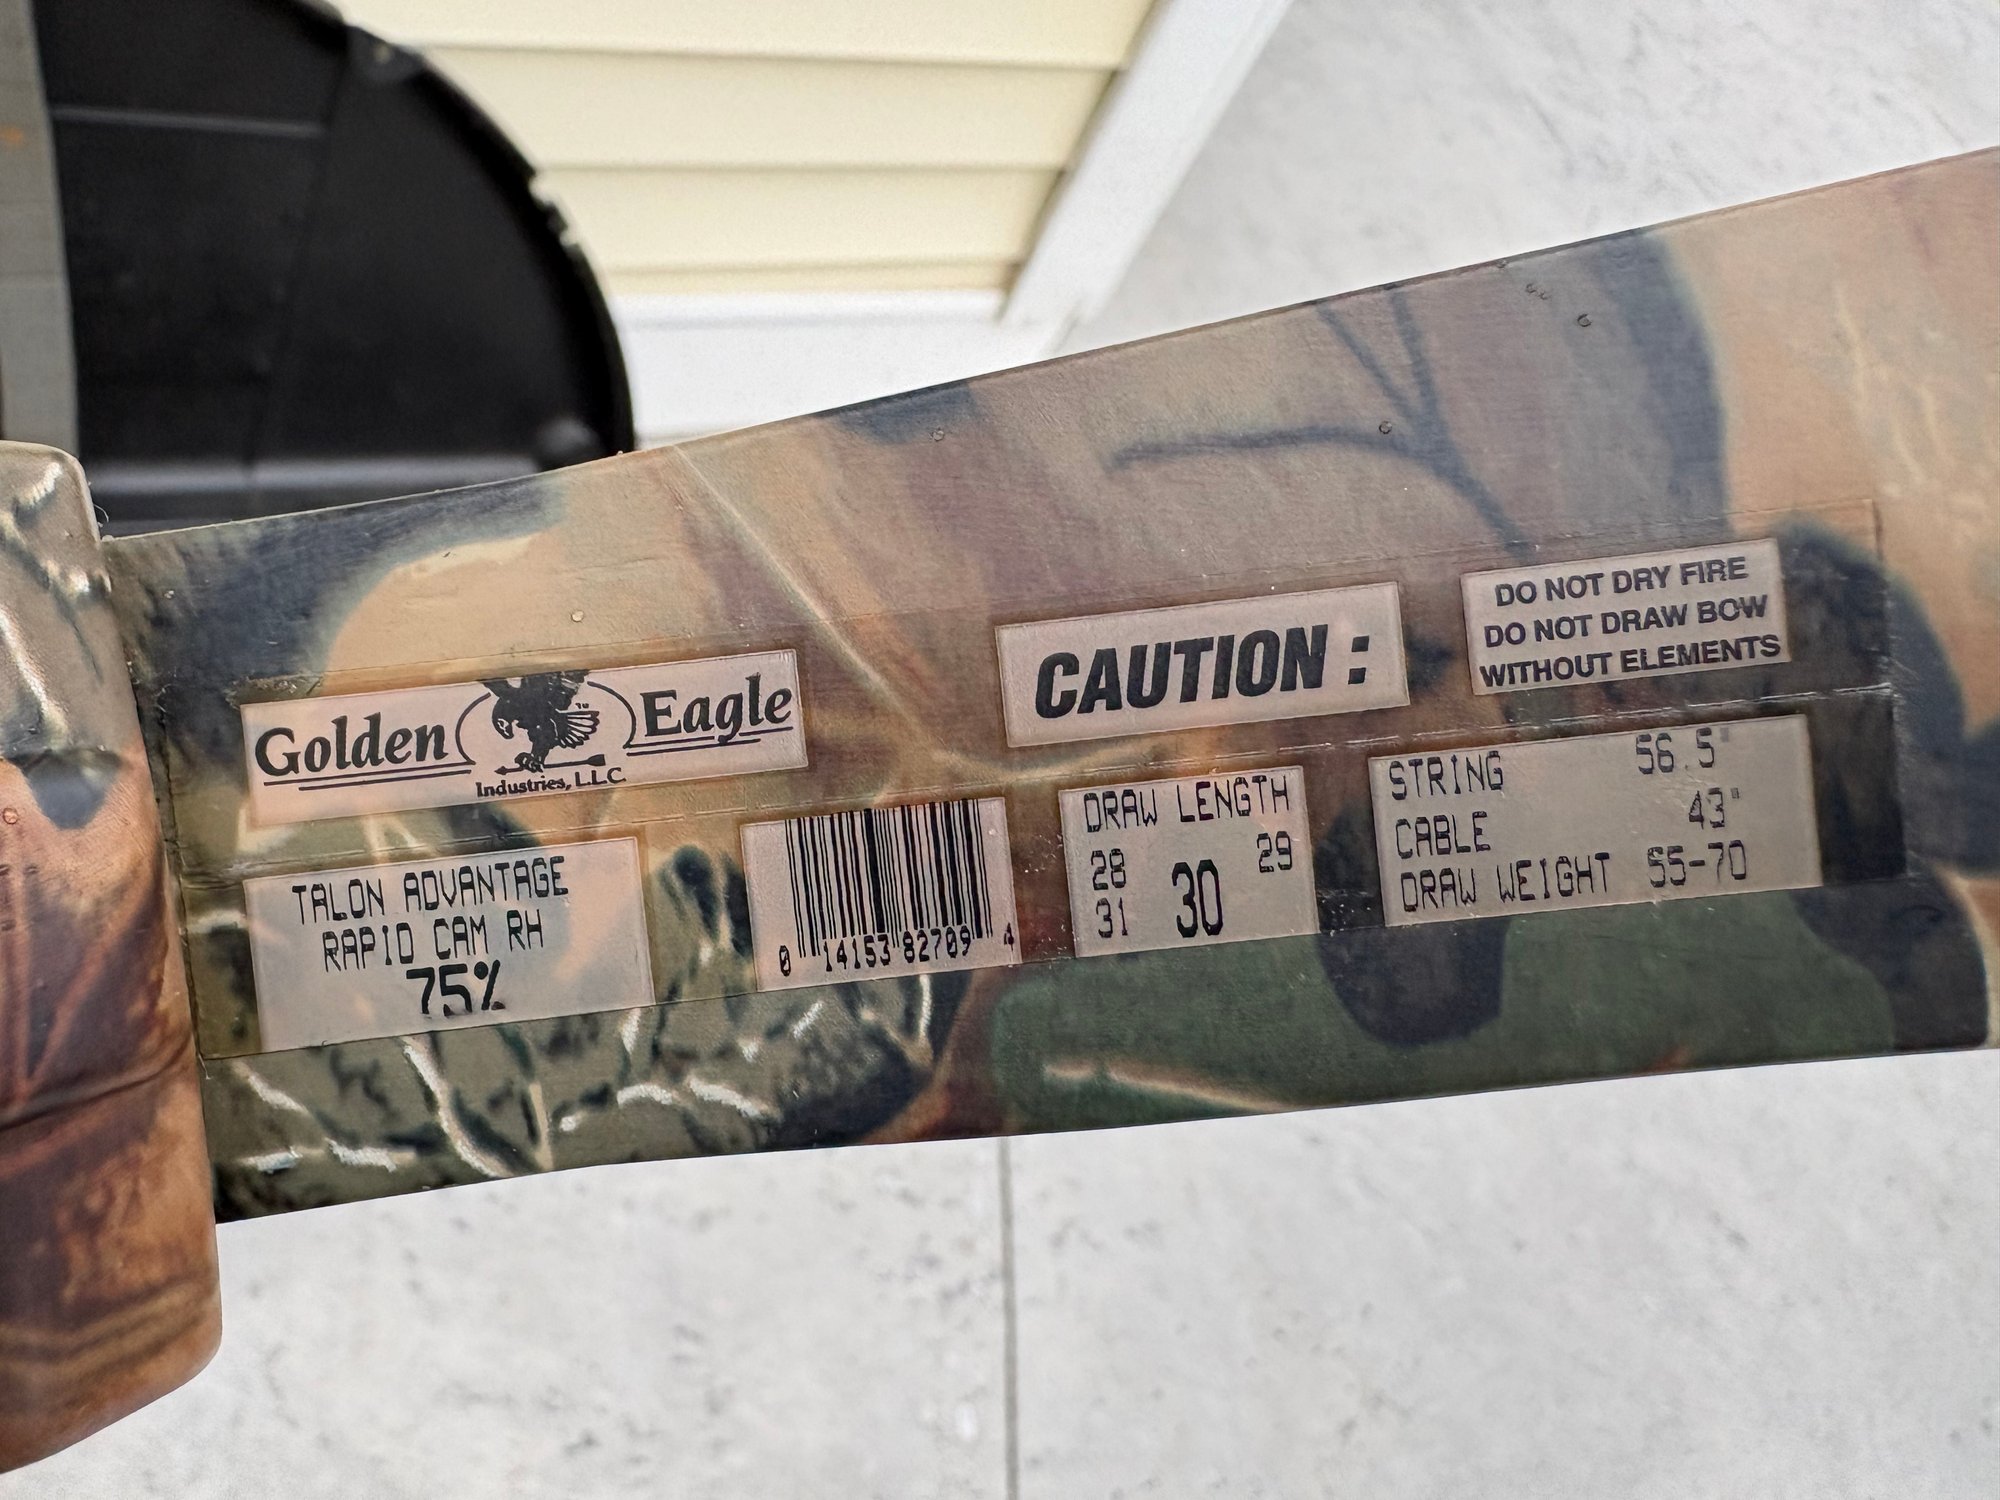 Golden Eagle
TM
Industries, L.L.C.
CAUTION :
DO NOT DRY FIRE
DO NOT DRAW BOW
WITHOUT ELEMENTS
TALON ADVANTAGE
RAPID CAM RH
75%
0 14153 82709 4
DRAW LENGTH
28 29
30
31
STRING 56.5"
CABLE 43"
DRAW WEIGHT 55-70